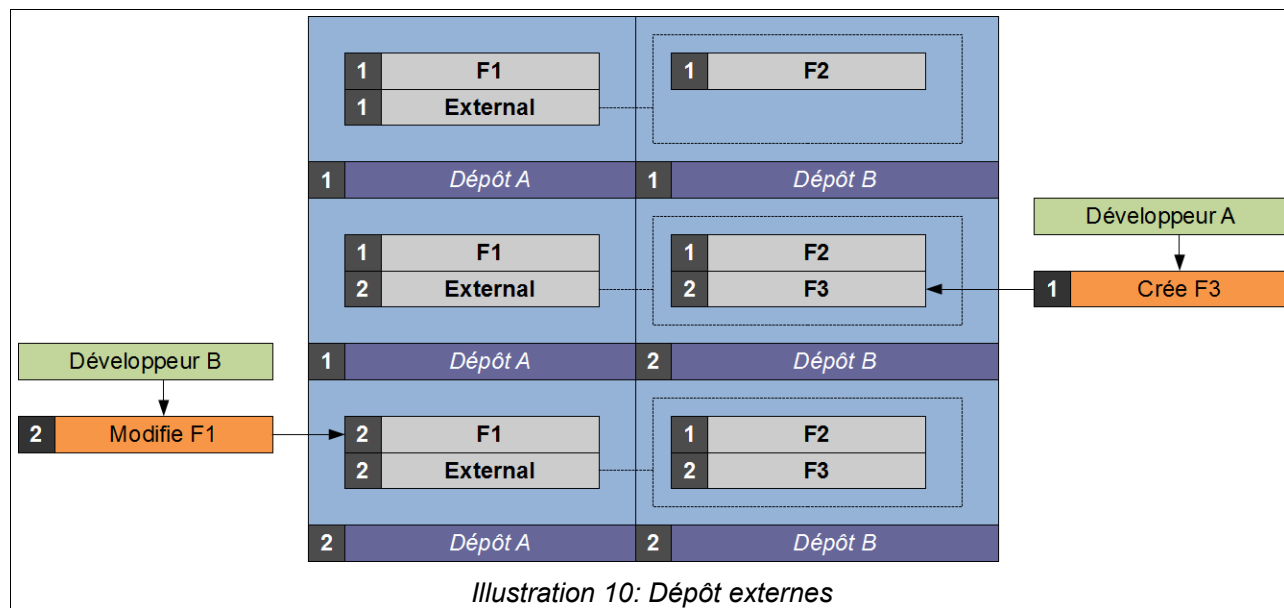 1 F1
1 External
1 F2
1 Dépôt A
1 Dépôt B
Développeur A
1 Crée F3
1 F1
2 External
1 F2
2 F3
1 Dépôt A
2 Dépôt B
Développeur B
2 Modifie F1
2 F1
2 External
1 F2
2 F3
2 Dépôt A
2 Dépôt B
Illustration 10: Dépôt externes